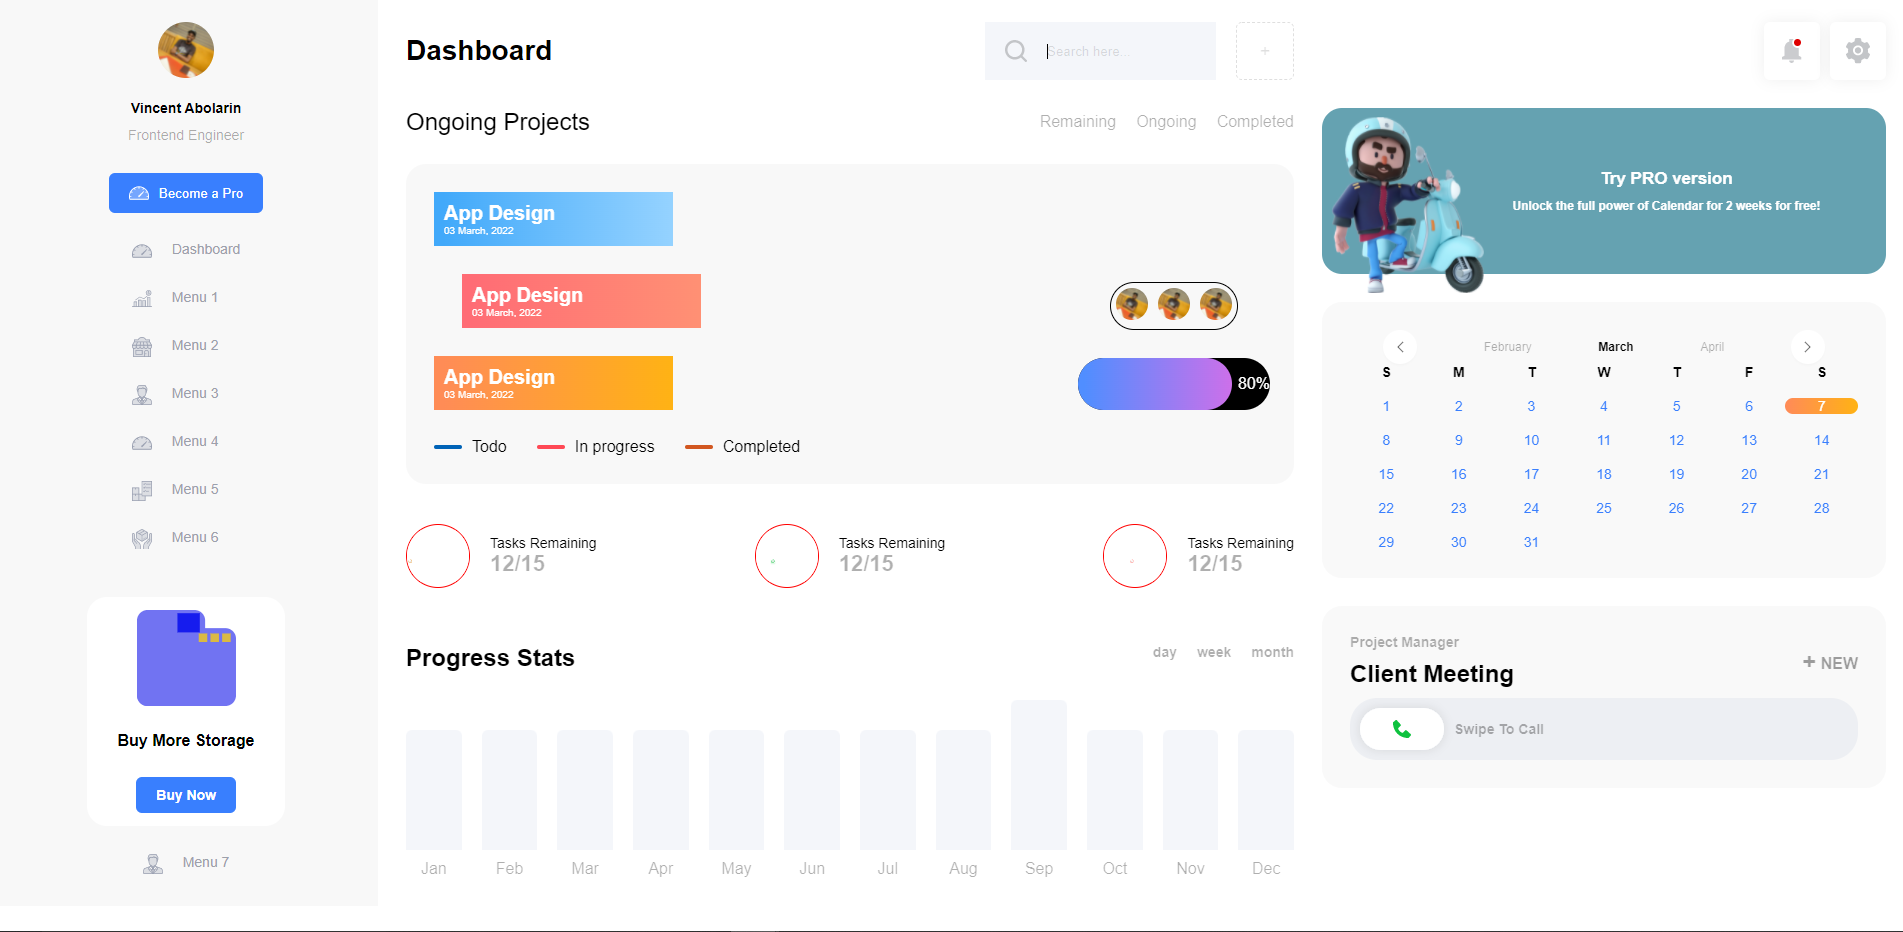 Vincent Abolarin
Frontend Engineer
Become a Pro
Dashboard
Menu 1
Menu 2
Menu 3
Menu 4
Menu 5
Menu 6
Buy More Storage
Buy Now
Menu 7
Dashboard
Search here...
+
Ongoing Projects
Remaining Ongoing Completed
App Design
03 March, 2022
App Design
03 March, 2022
App Design
03 March, 2022
80%
Todo In progress Completed
Tasks Remaining
12/15
Tasks Remaining
12/15
Tasks Remaining
12/15
Progress Stats
day week month
Jan Feb Mar Apr May Jun Jul Aug Sep Oct Nov Dec
Try PRO version
Unlock the full power of Calendar for 2 weeks for free!
February March April
S M T W T F S
1 2 3 4 5 6 7
8 9 10 11 12 13 14
15 16 17 18 19 20 21
22 23 24 25 26 27 28
29 30 31
Project Manager
Client Meeting
+ NEW
Swipe To Call